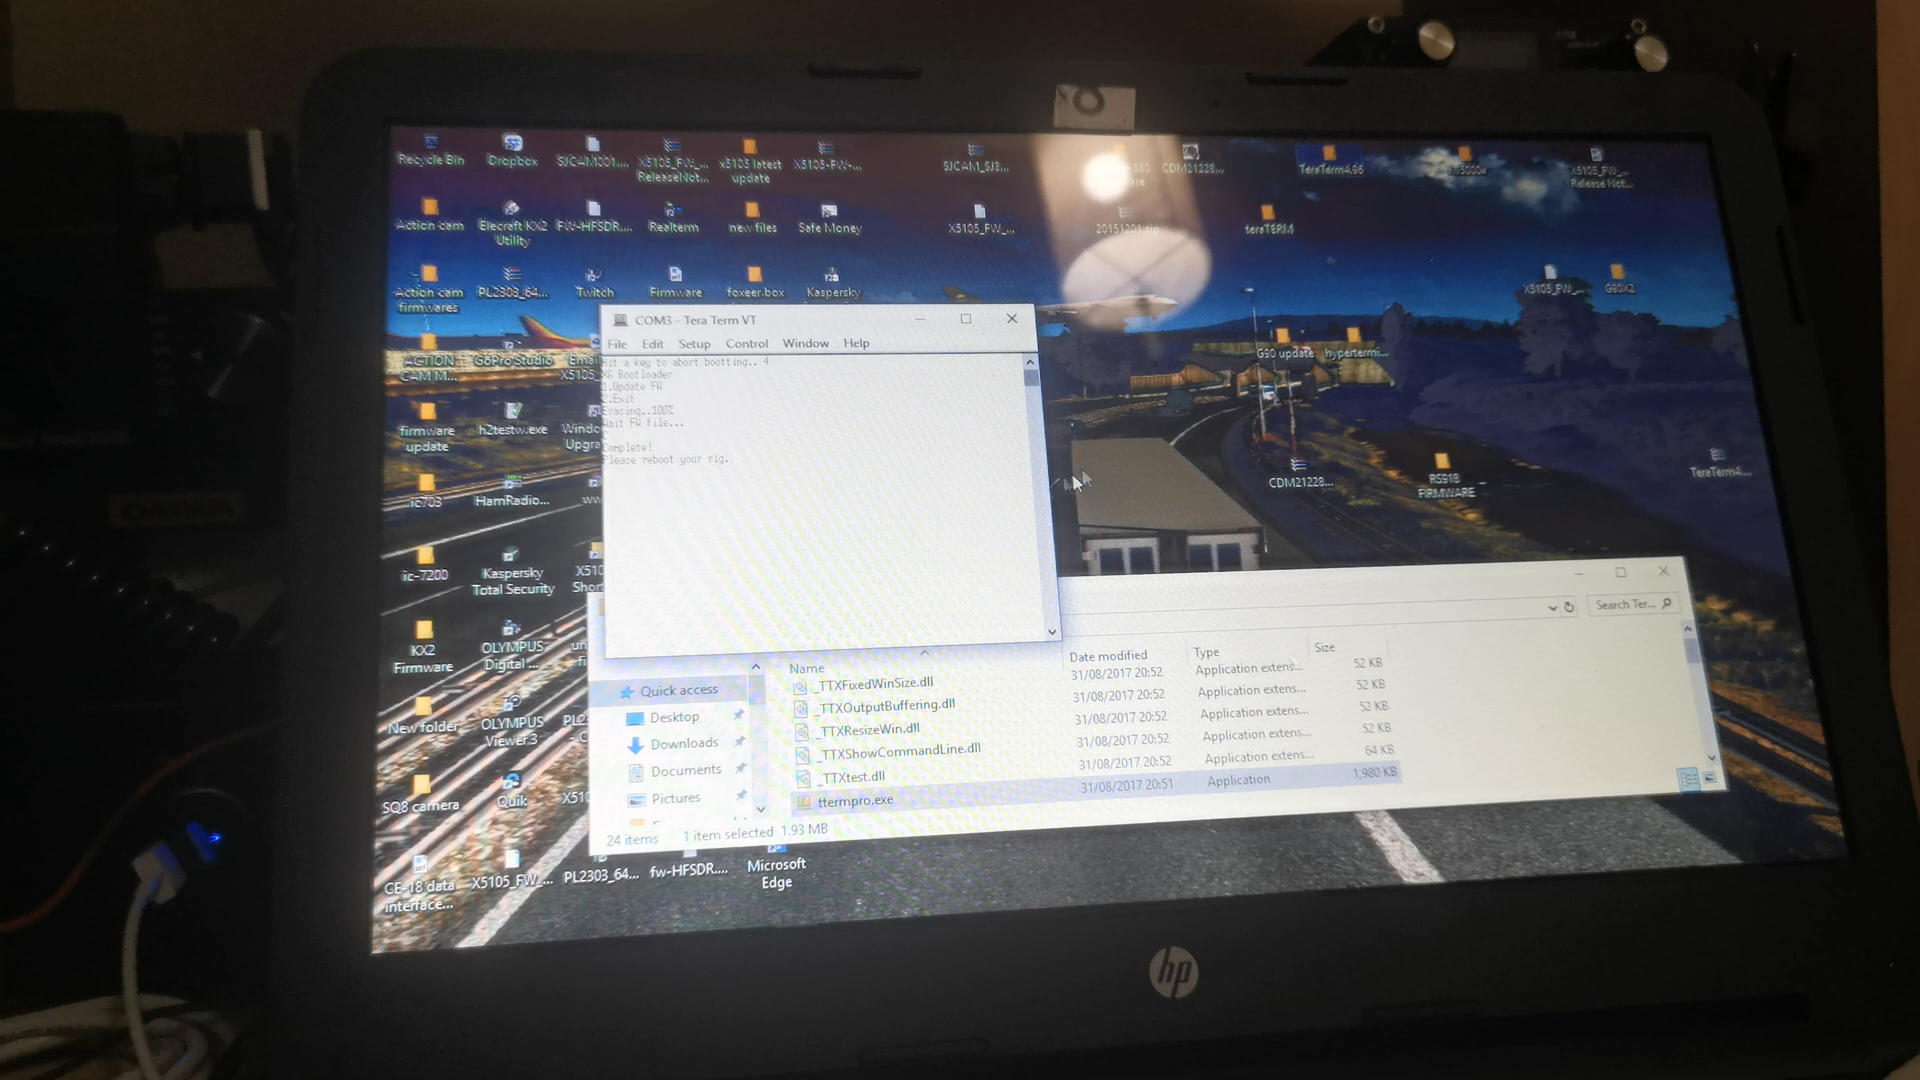 Recycle Bin
Dropbox
SJCAM001....
X5105_FW_...
ReleaseNot...
x5105 latest
update
X5105-FW-...
SJCAM_SJ8...
CDM21228...
TeraTerm4.96
X5105_FW_...
Release Not...
Action cam
Elecraft KX2
Utility
FW-HFSDR....
Realterm
new files
Safe Money
X5105_FW_...
20151201.zip
teraTERM
Action cam
firmwares
PL2303_64...
Twitch
Firmware
foxeer.box
Kaspersky
X5105_FW_...
G90X2
ACTION
CAM M...
GoPro Studio
Email
X5105_
G90 update
hypertermi...
firmware
update
h2testw.exe
Windo
Upgra
ic703
HamRadio...
ww
CDM21228...
RS918
FIRMWARE
TeraTerm4....
ic-7200
Kaspersky
Total Security
X510
Shor
KX2
Firmware
OLYMPUS
Digital ...
un
fi
New folder
OLYMPUS
Viewer 3
PL2
- C
SQ8 camera
Quik
X510
CE-18 data
interface...
X5105_FW_...
PL2303_64...
fw-HFSDR....
Microsoft
Edge
COM3 - Tera Term VT
File Edit Setup Control Window Help
Hit a key to abort bootting.. 4
X6 Bootloader
1.Update FW
2.Exit
Erasing..100%
Wait FW file...
Complete!
Please reboot your rig.
Search Ter...
Name
Date modified
Type
Size
31/08/2017 20:52 Application extens... 52 KB
_TTXFixedWinSize.dll 31/08/2017 20:52 Application extens... 52 KB
_TTXOutputBuffering.dll 31/08/2017 20:52 Application extens... 52 KB
_TTXResizeWin.dll 31/08/2017 20:52 Application extens... 52 KB
_TTXShowCommandLine.dll 31/08/2017 20:52 Application extens... 64 KB
_TTXtest.dll 31/08/2017 20:51 Application 1,980 KB
ttermpro.exe
Quick access
Desktop
Downloads
Documents
Pictures
24 items 1 item selected 1.93 MB
hp